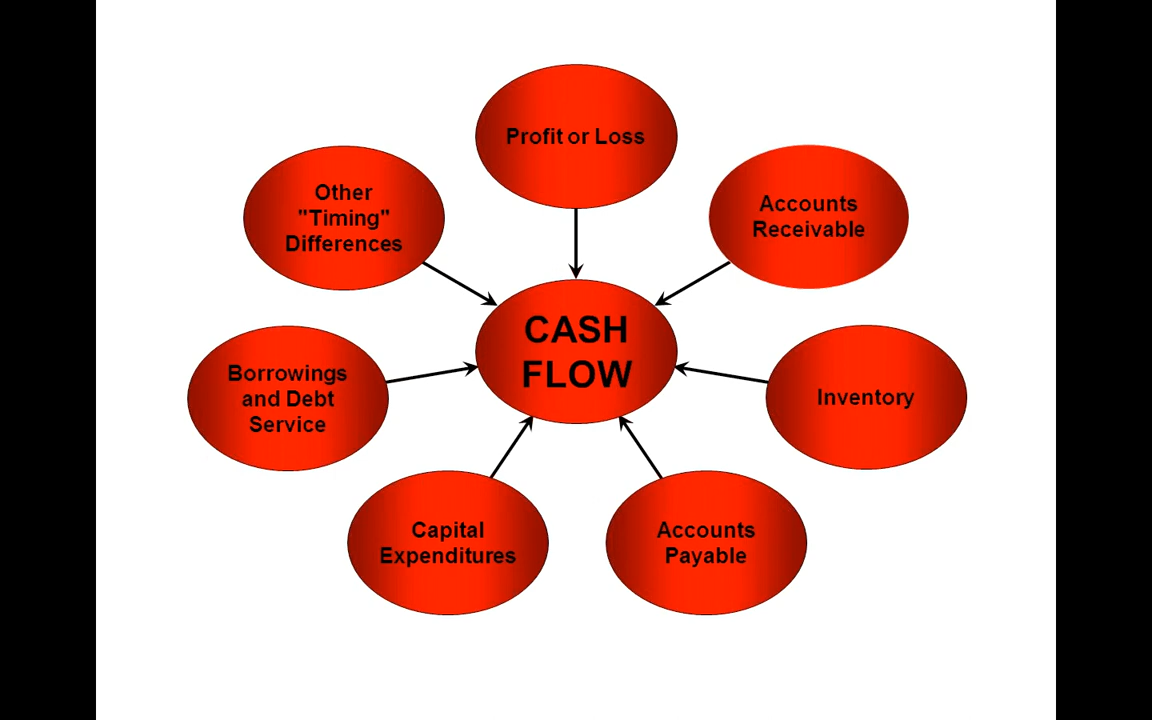 Profit or Loss
Other
"Timing"
Differences
Accounts
Receivable
CASH
FLOW
Borrowings
and Debt
Service
Inventory
Capital
Expenditures
Accounts
Payable